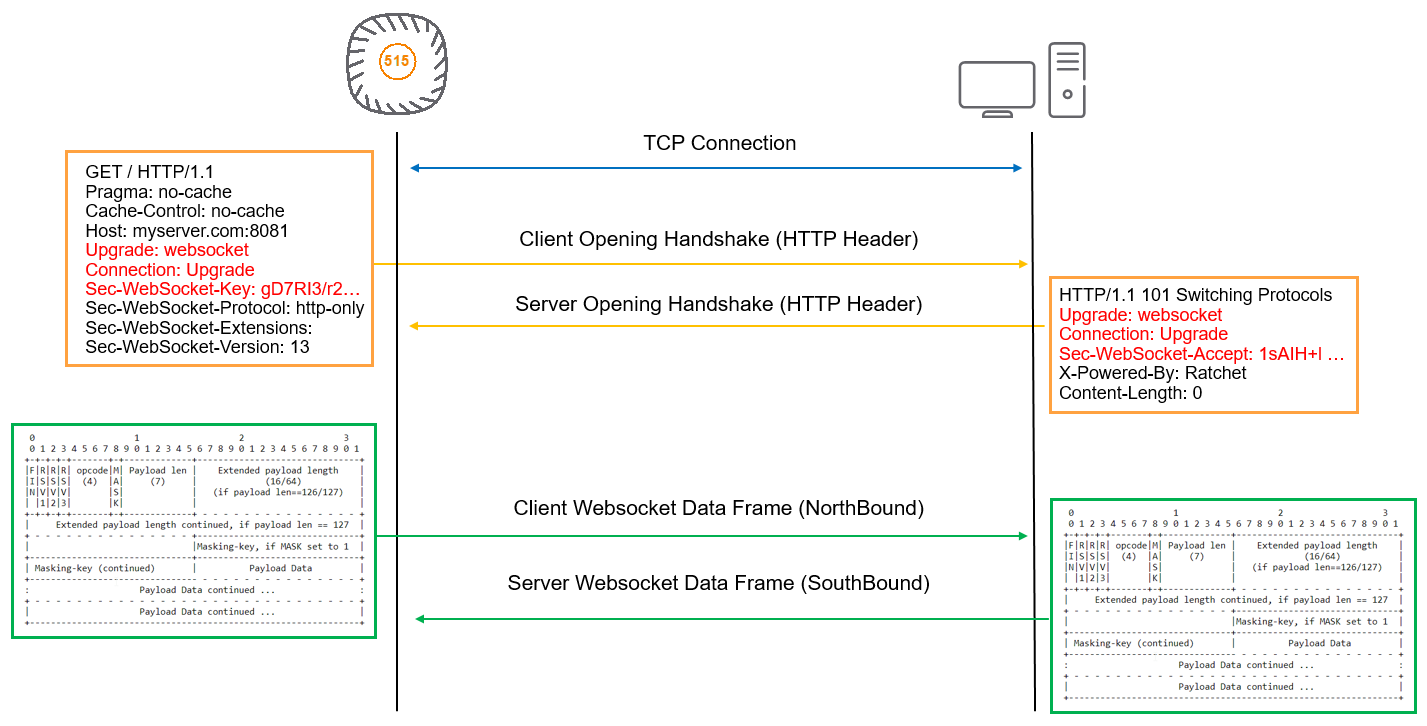 515
TCP Connection
GET / HTTP/1.1
Pragma: no-cache
Cache-Control: no-cache
Host: myserver.com:8081
Upgrade: websocket
Connection: Upgrade
Sec-WebSocket-Key: gD7RI3/r2…
Sec-WebSocket-Protocol: http-only
Sec-WebSocket-Extensions:
Sec-WebSocket-Version: 13
Client Opening Handshake (HTTP Header)
Server Opening Handshake (HTTP Header)
HTTP/1.1 101 Switching Protocols
Upgrade: websocket
Connection: Upgrade
Sec-WebSocket-Accept: 1sAIH+l …
X-Powered-By: Ratchet
Content-Length: 0
0 1 2 3
0 1 2 3 4 5 6 7 8 9 0 1 2 3 4 5 6 7 8 9 0 1 2 3 4 5 6 7 8 9 0 1
+-+-+-+-+-------+-+-------------+-------------------------------+
|F|R|R|R| opcode|M| Payload len | Extended payload length |
|I|S|S|S| (4) |A| (7) | (16/64) |
|N|V|V|V| |S| | (if payload len==126/127) |
| |1|2|3| |K| | |
+-+-+-+-+-------+-+-------------+ - - - - - - - - - - - - - - - +
| Extended payload length continued, if payload len == 127 |
+ - - - - - - - - - - - - - - - +-------------------------------+
| |Masking-key, if MASK set to 1 |
+-------------------------------+-------------------------------+
| Masking-key (continued) | Payload Data |
+-------------------------------- - - - - - - - - - - - - - - - +
: Payload Data continued ... :
+ - - - - - - - - - - - - - - - - - - - - - - - - - - - - - - - +
| Payload Data continued ... |
+---------------------------------------------------------------+
Client Websocket Data Frame (NorthBound)
Server Websocket Data Frame (SouthBound)
0 1 2 3
0 1 2 3 4 5 6 7 8 9 0 1 2 3 4 5 6 7 8 9 0 1 2 3 4 5 6 7 8 9 0 1
+-+-+-+-+-------+-+-------------+-------------------------------+
|F|R|R|R| opcode|M| Payload len | Extended payload length |
|I|S|S|S| (4) |A| (7) | (16/64) |
|N|V|V|V| |S| | (if payload len==126/127) |
| |1|2|3| |K| | |
+-+-+-+-+-------+-+-------------+ - - - - - - - - - - - - - - - +
| Extended payload length continued, if payload len == 127 |
+ - - - - - - - - - - - - - - - +-------------------------------+
| |Masking-key, if MASK set to 1 |
+-------------------------------+-------------------------------+
| Masking-key (continued) | Payload Data |
+-------------------------------- - - - - - - - - - - - - - - - +
: Payload Data continued ... :
+ - - - - - - - - - - - - - - - - - - - - - - - - - - - - - - - +
| Payload Data continued ... |
+---------------------------------------------------------------+